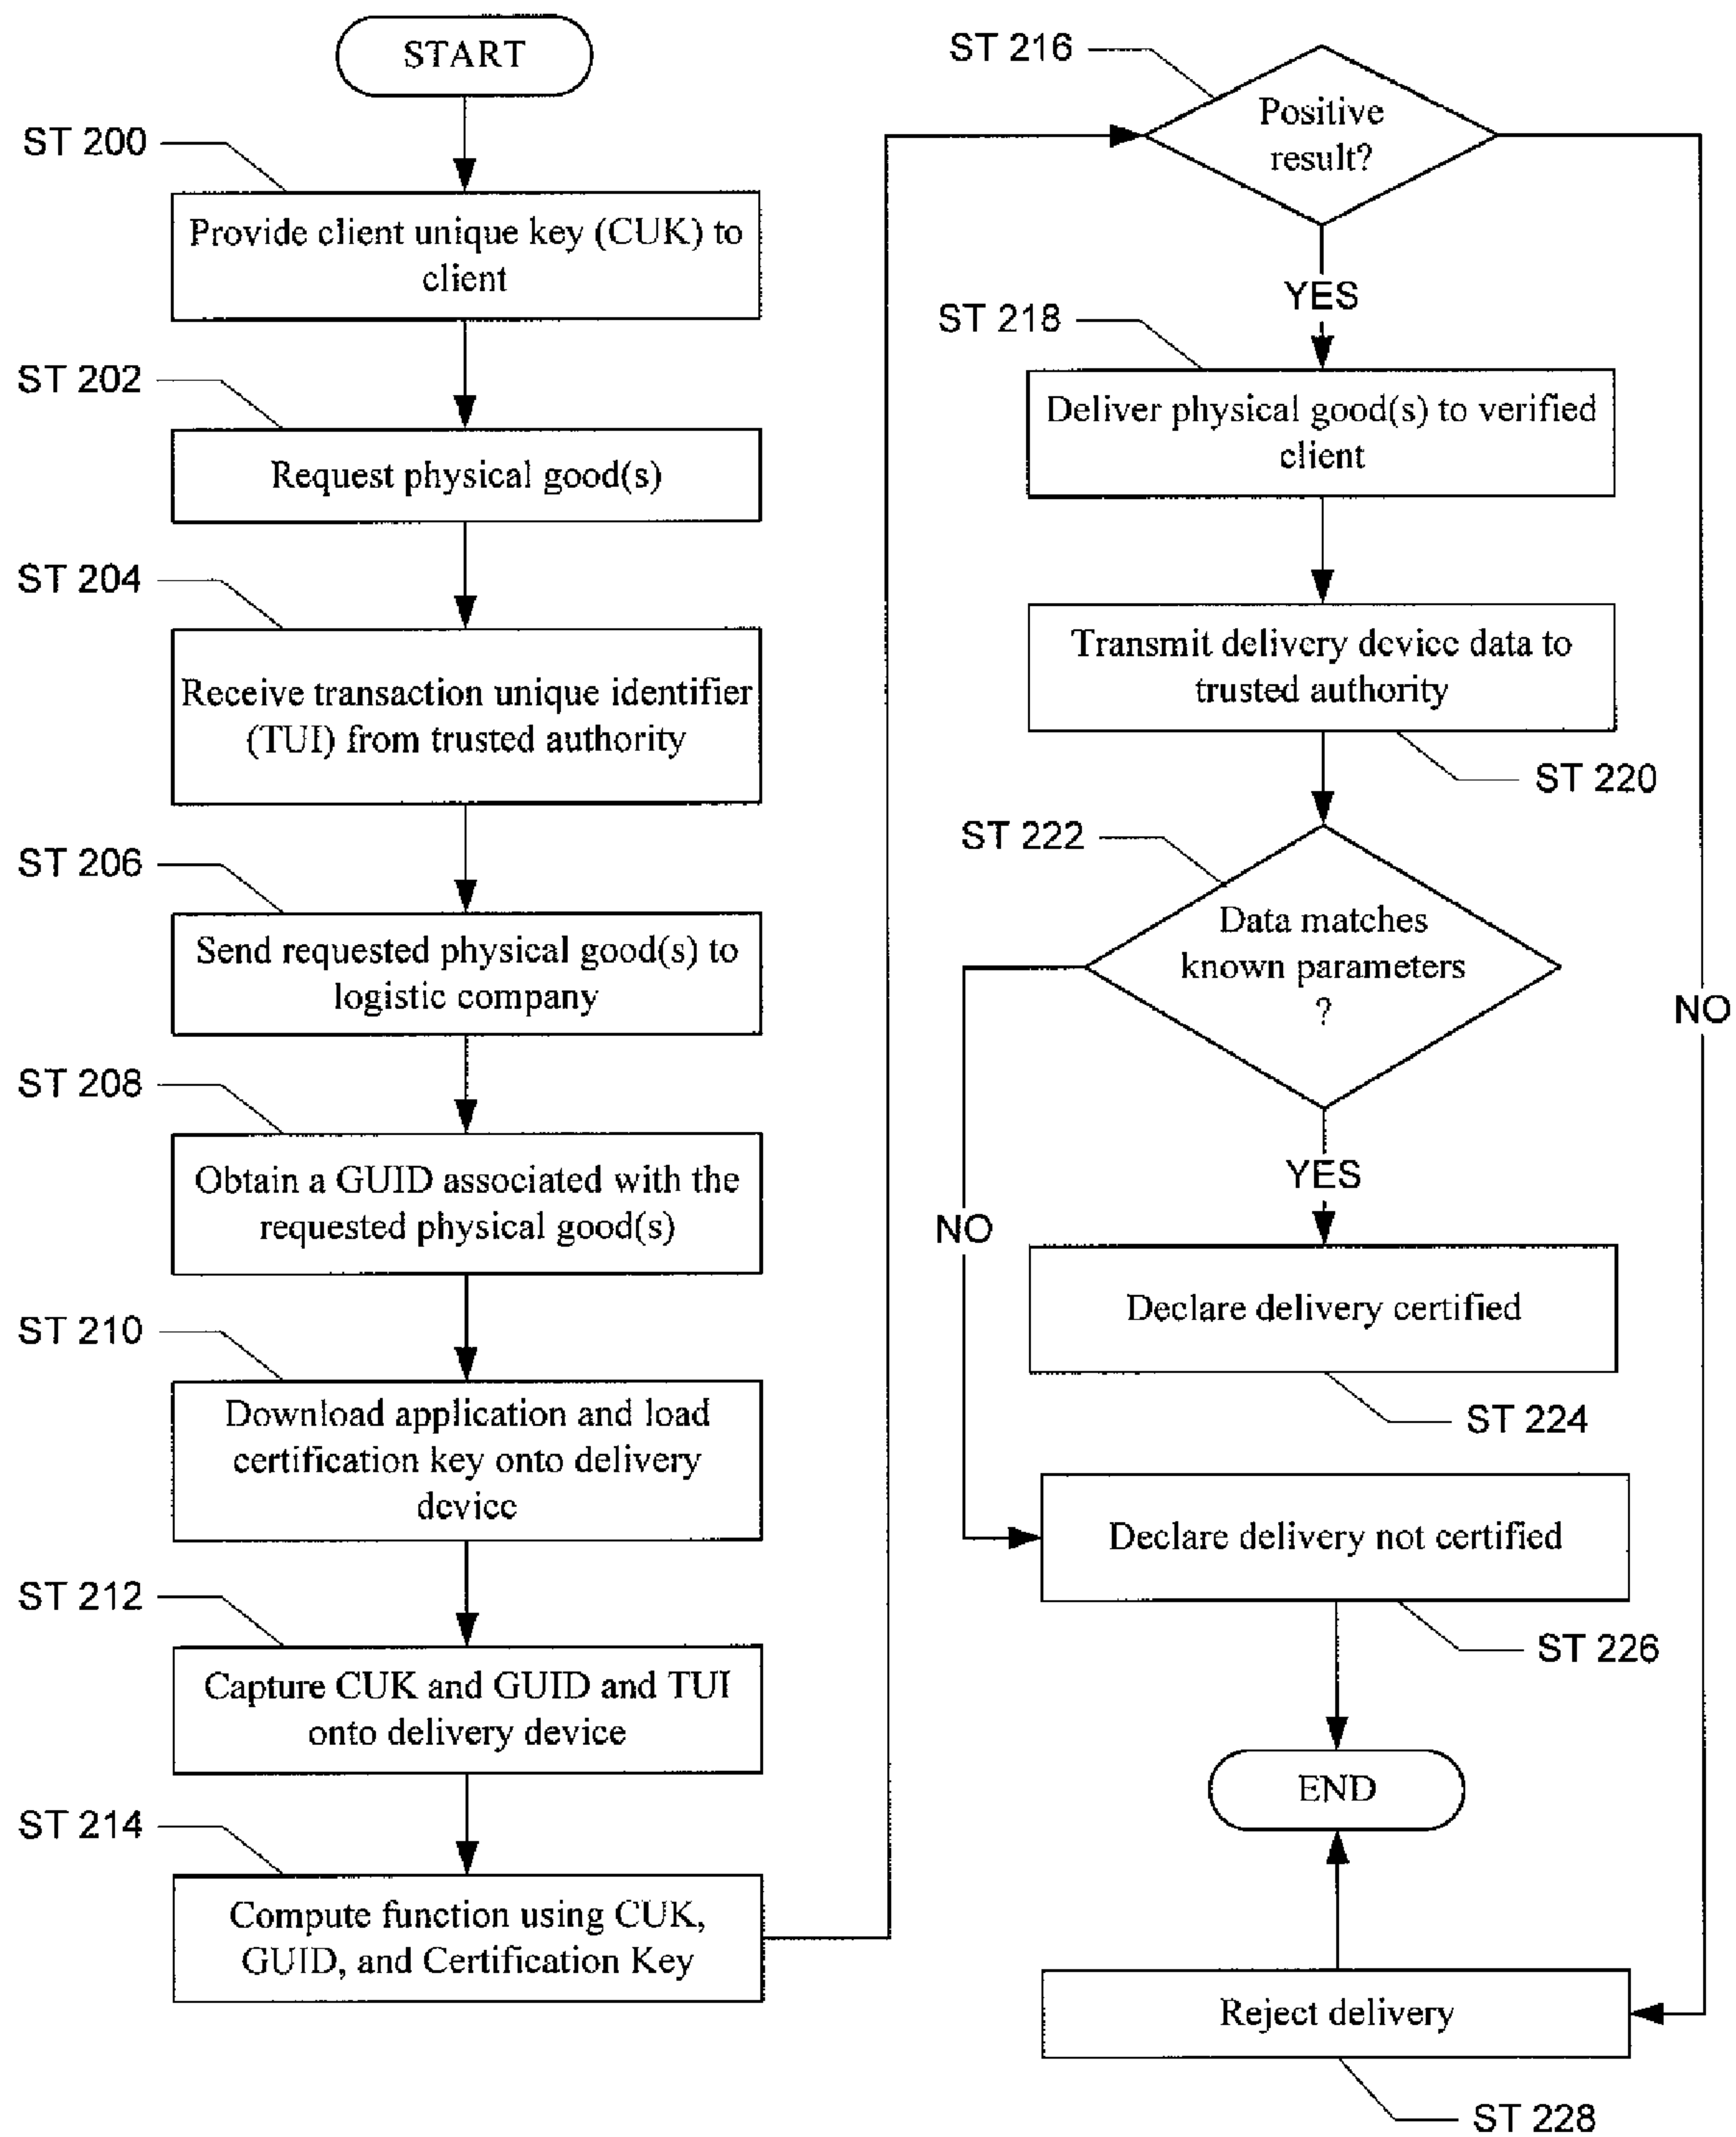 START
ST 200
Provide client unique key (CUK) to
client
ST 202
Request physical good(s)
ST 204
Receive transaction unique identifier
(TUI) from trusted authority
ST 206
Send requested physical good(s) to
logistic company
ST 208
Obtain a GUID associated with the
requested physical good(s)
ST 210
Download application and load
certification key onto delivery
device
ST 212
Capture CUK and GUID and TUI
onto delivery device
ST 214
Compute function using CUK,
GUID, and Certification Key
ST 216
Positive
result?
YES
ST 218
Deliver physical good(s) to verified
client
Transmit delivery device data to
trusted authority
ST 220
ST 222
Data matches
known parameters
?
NO
YES
NO
Declare delivery certified
ST 224
Declare delivery not certified
ST 226
END
Reject delivery
ST 228